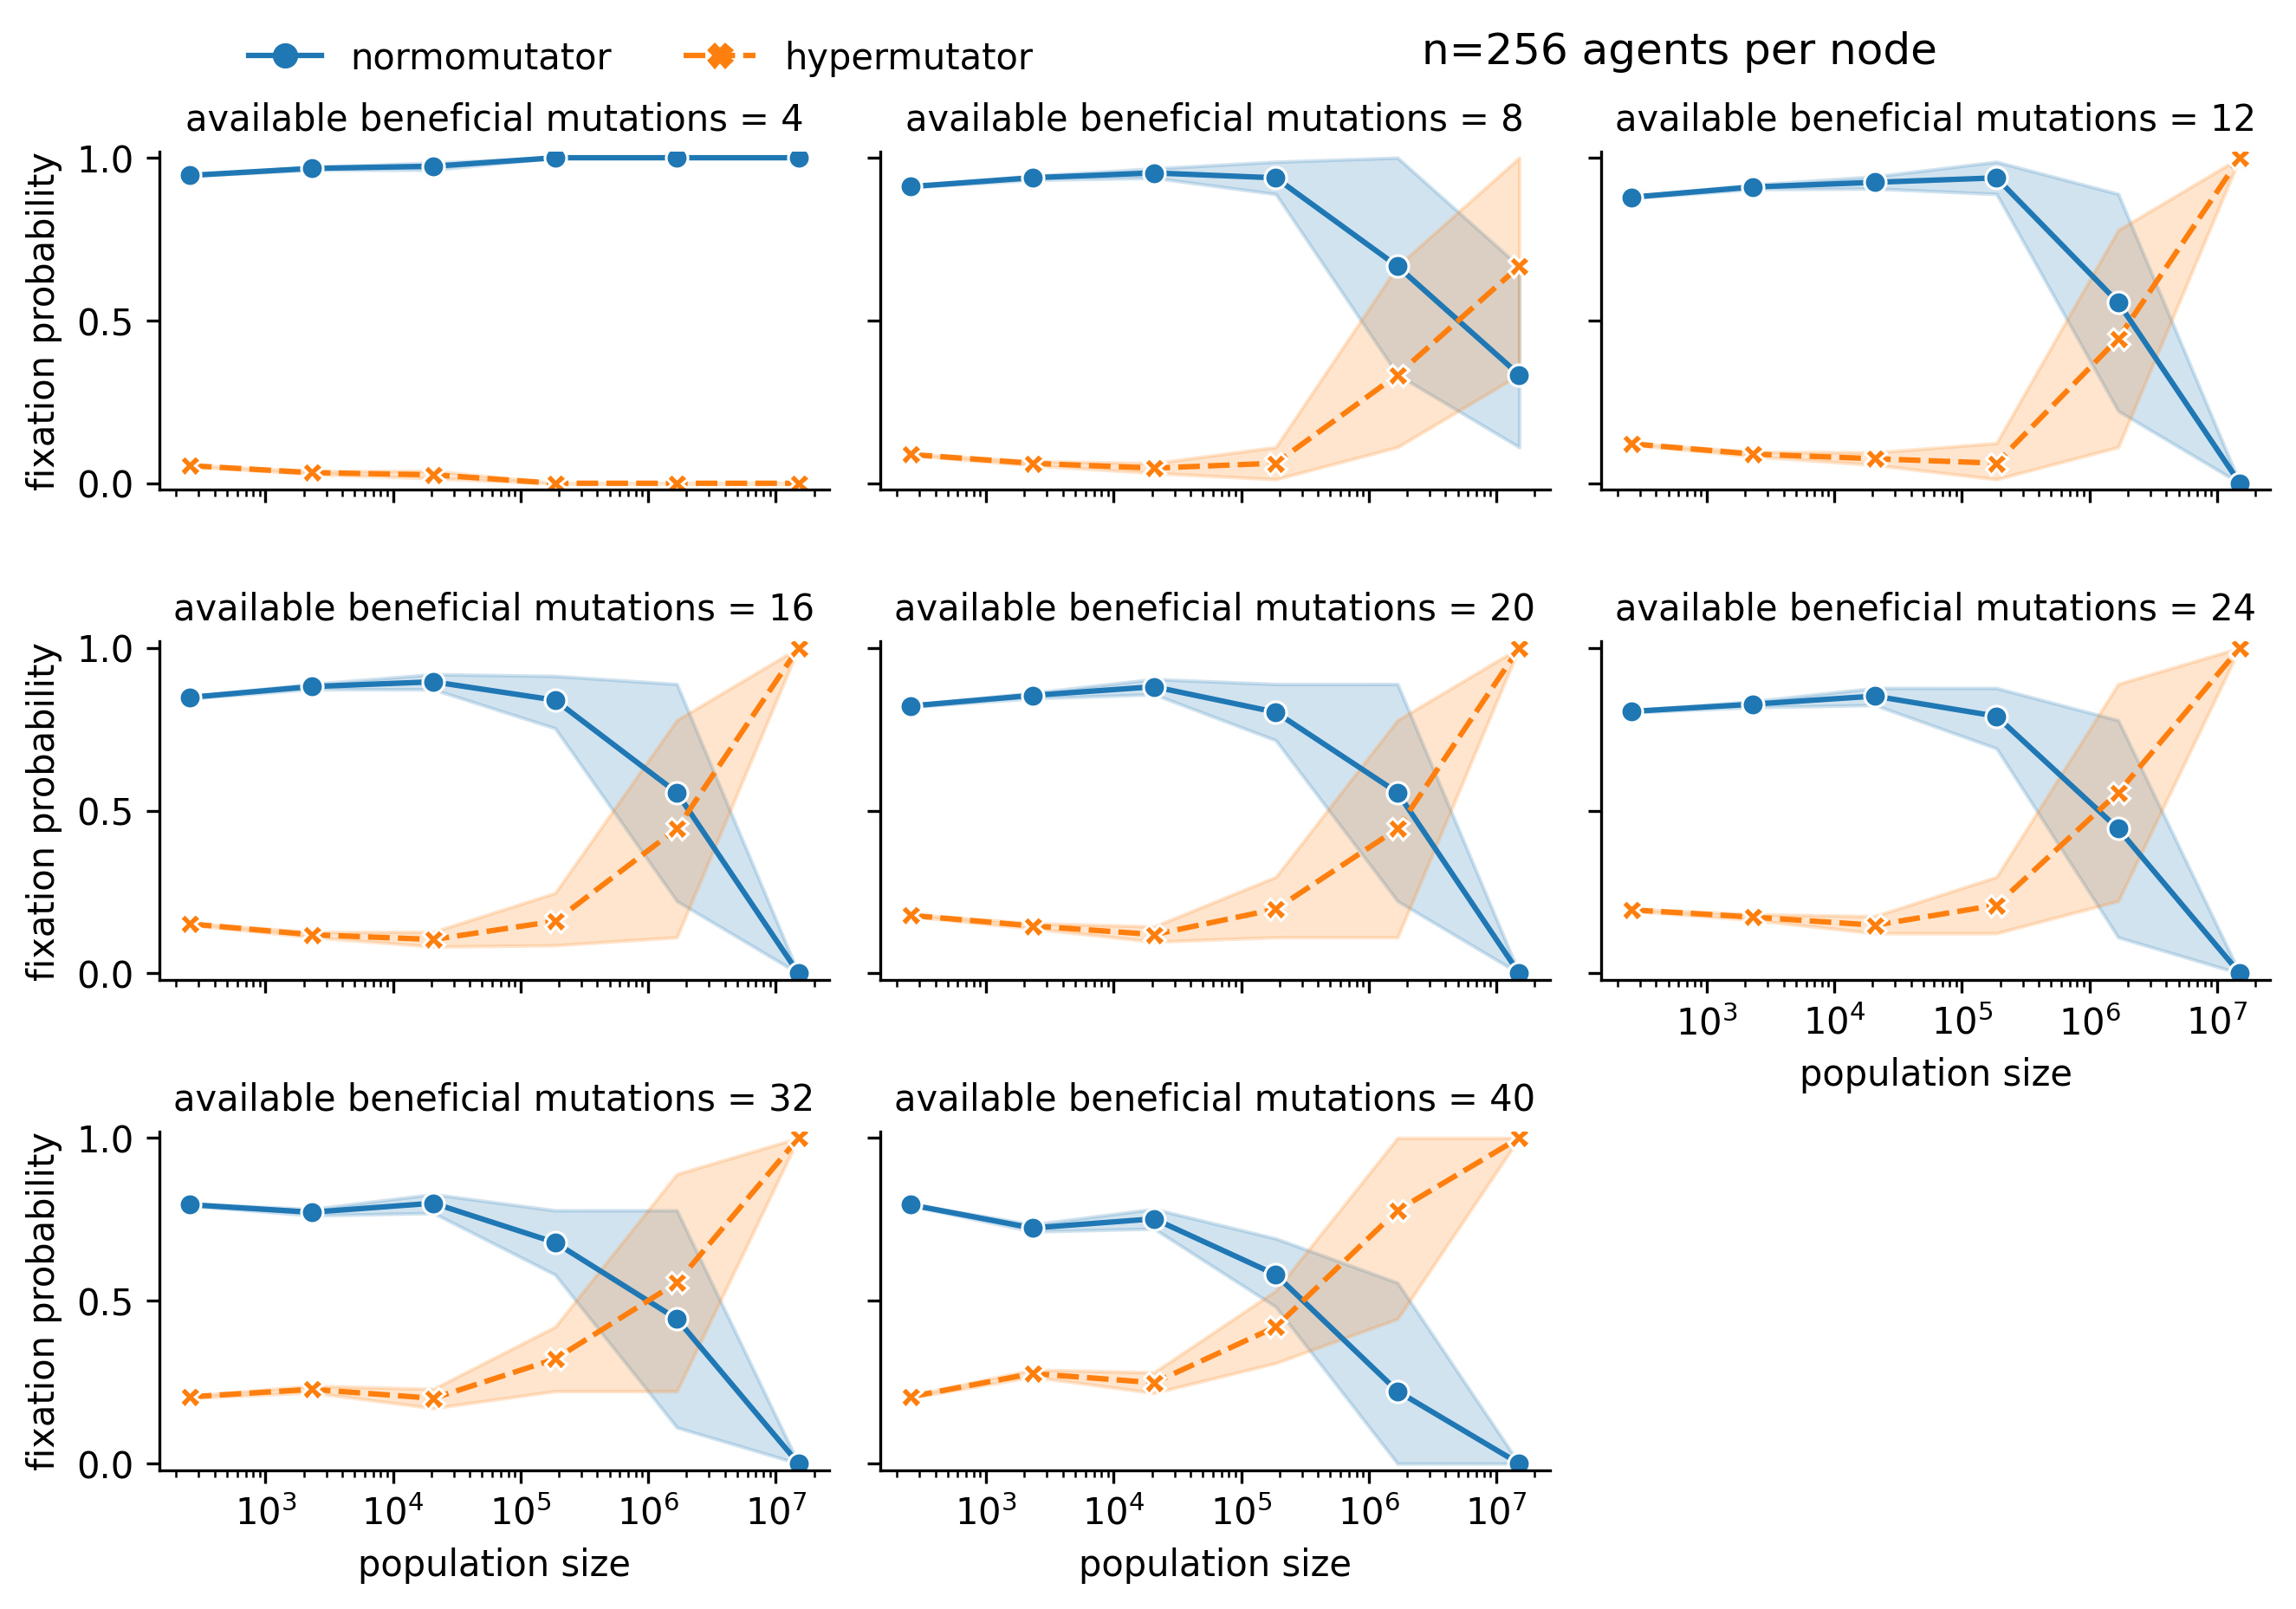 normomutator
hypermutator
n=256 agents per node
available beneficial mutations = 4
available beneficial mutations = 8
available beneficial mutations = 12
fixation probability
1.0
0.5
0.0
available beneficial mutations = 16
available beneficial mutations = 20
available beneficial mutations = 24
fixation probability
1.0
0.5
0.0
10³ 10⁴ 10⁵ 10⁶ 10⁷
population size
available beneficial mutations = 32
available beneficial mutations = 40
fixation probability
1.0
0.5
0.0
10³ 10⁴ 10⁵ 10⁶ 10⁷
10³ 10⁴ 10⁵ 10⁶ 10⁷
population size
population size